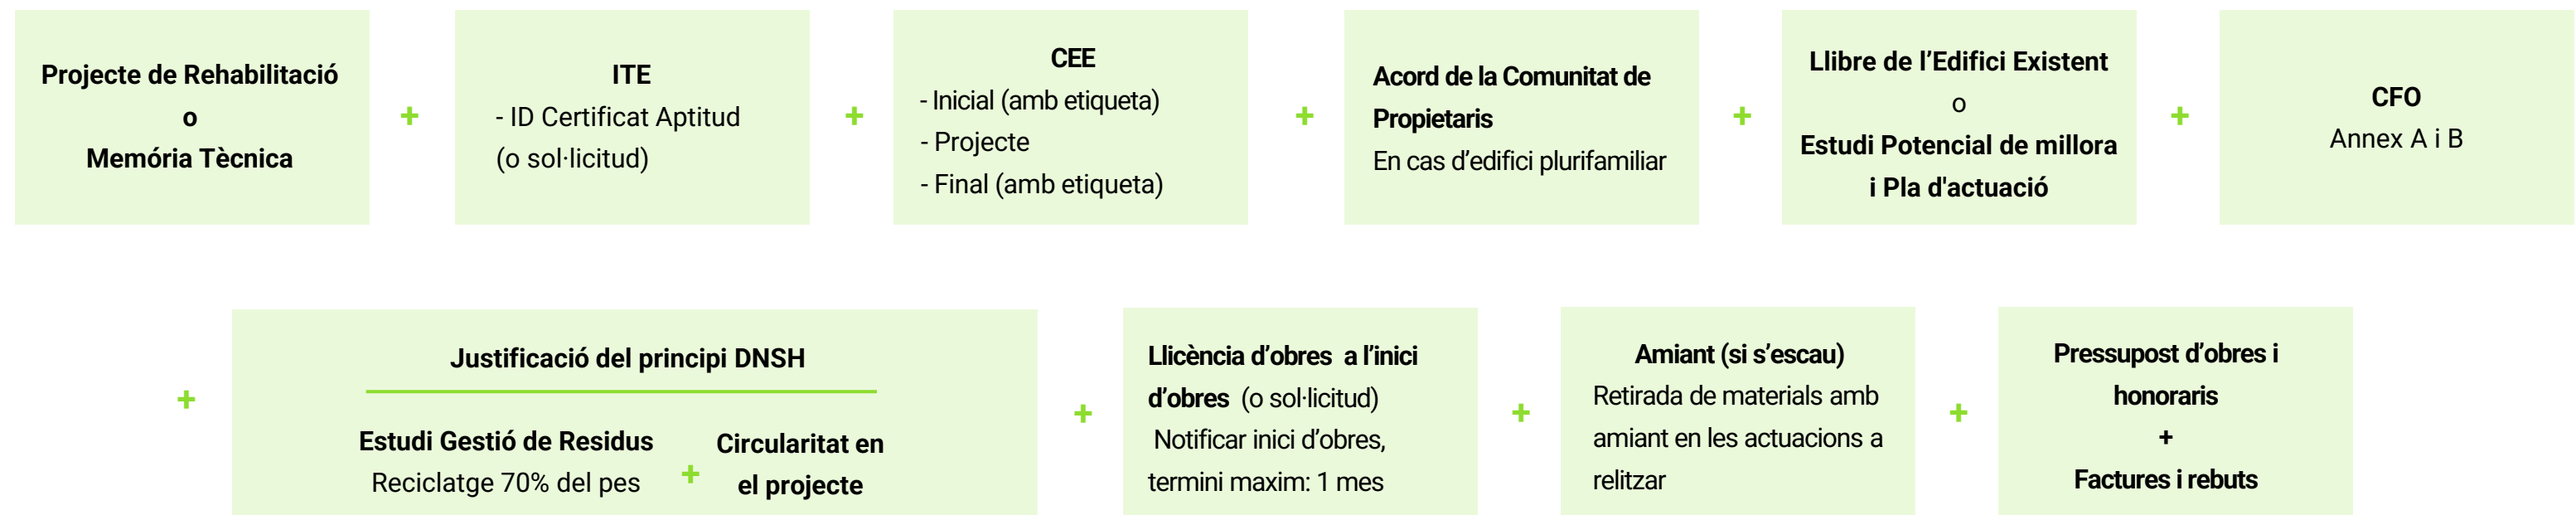 Projecte de Rehabilitació
o
Memória Tècnica
+
ITE
- ID Certificat Aptitud
(o sol·licitud)
+
CEE
- Inicial (amb etiqueta)
- Projecte
- Final (amb etiqueta)
+
Acord de la Comunitat de
Propietaris
En cas d’edifici plurifamiliar
+
Llibre de l’Edifici Existent
o
Estudi Potencial de millora
i Pla d'actuació
+
CFO
Annex A i B
+
Justificació del principi DNSH
Estudi Gestió de Residus
Reciclatge 70% del pes
+
Circularitat en
el projecte
+
Llicència d’obres a l’inici
d’obres (o sol·licitud)
Notificar inici d’obres,
termini maxim: 1 mes
+
Amiant (si s’escau)
Retirada de materials amb
amiant en les actuacions a
relitzar
+
Pressupost d’obres i
honoraris
+
Factures i rebuts